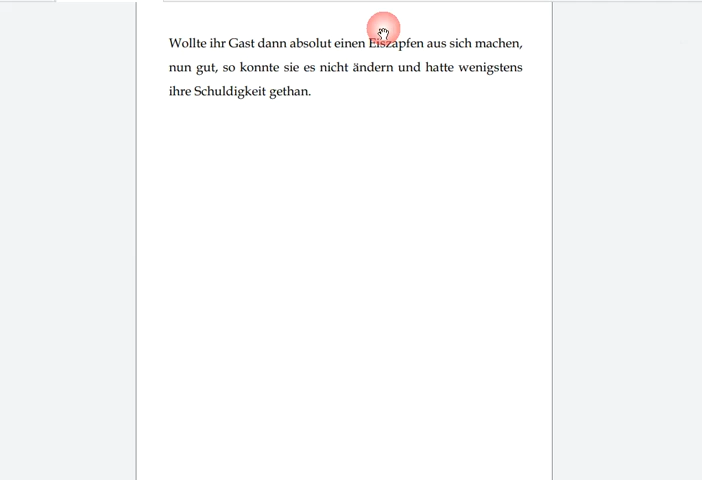 Wollte ihr Gast dann absolut einen Eiszapfen aus sich machen,
nun gut, so konnte sie es nicht ändern und hatte wenigstens
ihre Schuldigkeit gethan.